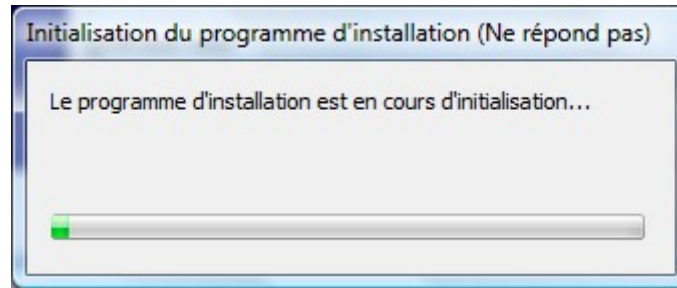 Initialisation du programme d'installation (Ne répond pas)
Le programme d'installation est en cours d'initialisation...